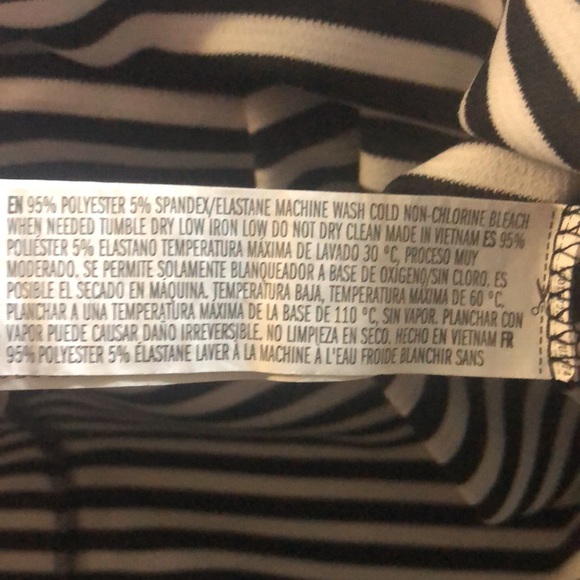 EN 95% POLYESTER 5% SPANDEX/ELASTANE MACHINE WASH COLD NON-CHLORINE BLEACH
WHEN NEEDED TUMBLE DRY LOW IRON LOW DO NOT DRY CLEAN MADE IN VIETNAM ES 95%
POLIÉSTER 5% ELASTANO TEMPERATURA MÁXIMA DE LAVADO 30 °C, PROCESO MUY
MODERADO. SE PERMITE SOLAMENTE BLANQUEADOR A BASE DE OXÍGENO/SIN CLORO. ES
POSIBLE EL SECADO EN MÁQUINA. TEMPERATURA BAJA, TEMPERATURA MÁXIMA DE 60 °C,
PLANCHAR A UNA TEMPERATURA MÁXIMA DE LA BASE DE 110 °C, SIN VAPOR. PLANCHAR CON
VAPOR PUEDE CAUSAR DAÑO IRREVERSIBLE. NO LIMPIEZA EN SECO. HECHO EN VIETNAM FR
95% POLYESTER 5% ÉLASTANE LAVER À LA MACHINE À L'EAU FROIDE BLANCHIR SANS